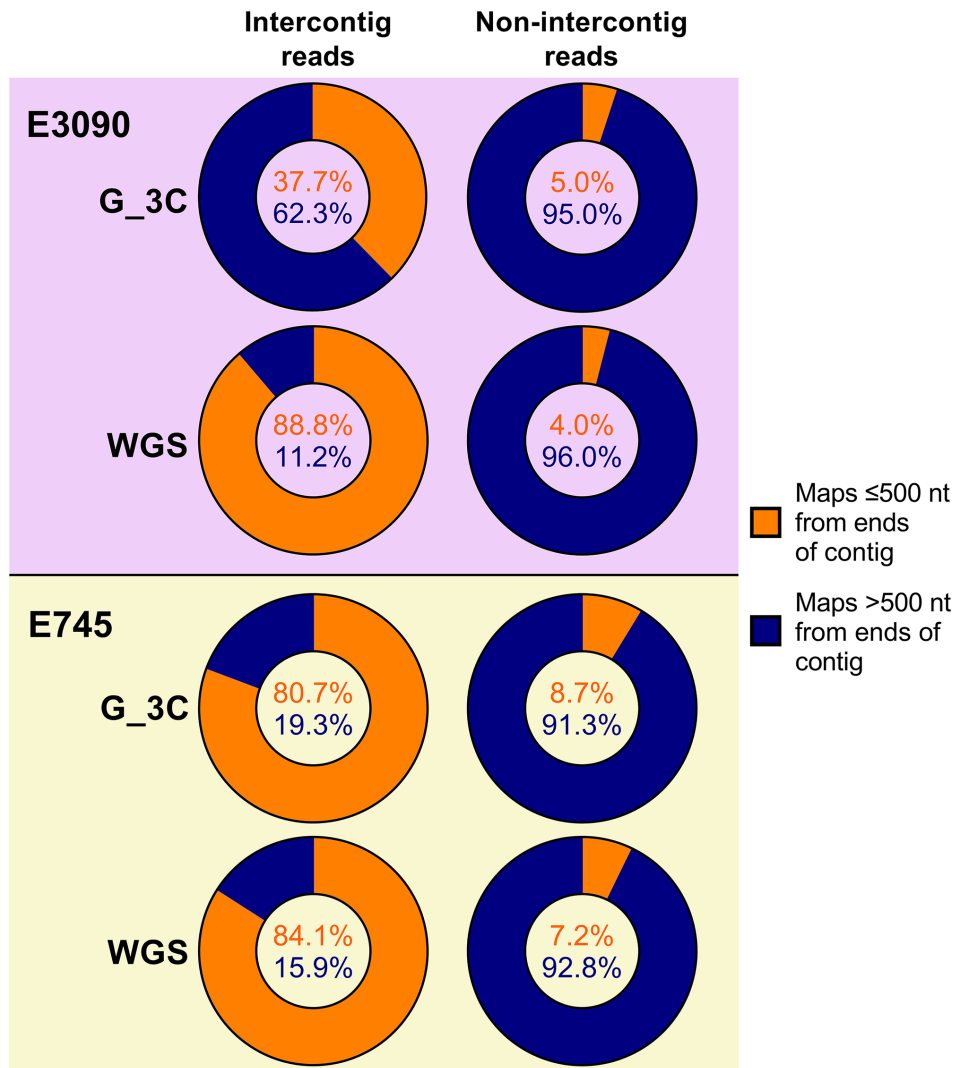 Intercontig
reads
Non-intercontig
reads
E3090
G_3C
37.7%
62.3%
5.0%
95.0%
WGS
88.8%
11.2%
4.0%
96.0%
E745
G_3C
80.7%
19.3%
8.7%
91.3%
WGS
84.1%
15.9%
7.2%
92.8%
Maps ≤500 nt
from ends
of contig
Maps >500 nt
from ends of
contig